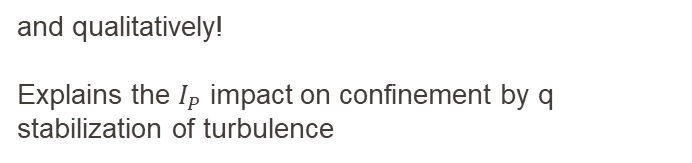 and qualitatively!
Explains the I_P impact on confinement by q
stabilization of turbulence